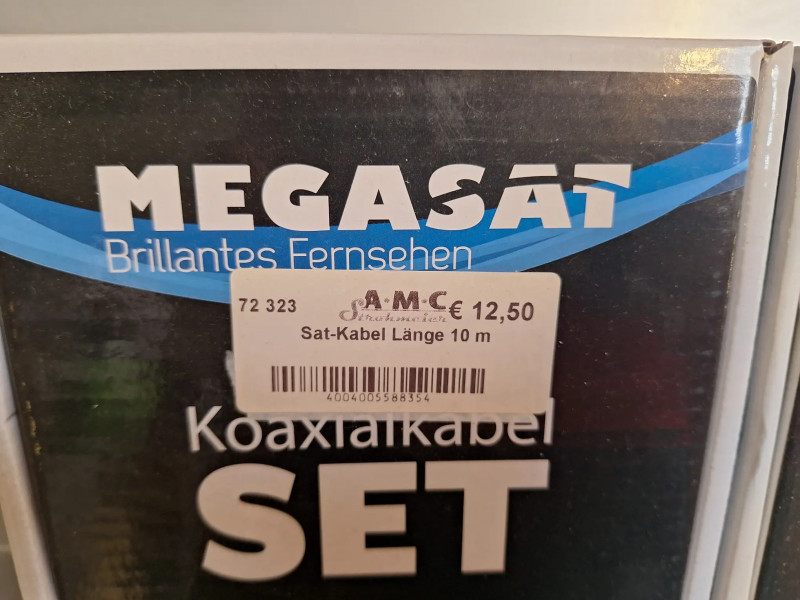 MEGASAT
Brillantes Fernsehen
72 323 A·M·C € 12,50
Strohmeier
Sat-Kabel Länge 10 m
4004005588354
Koaxialkabel
SET